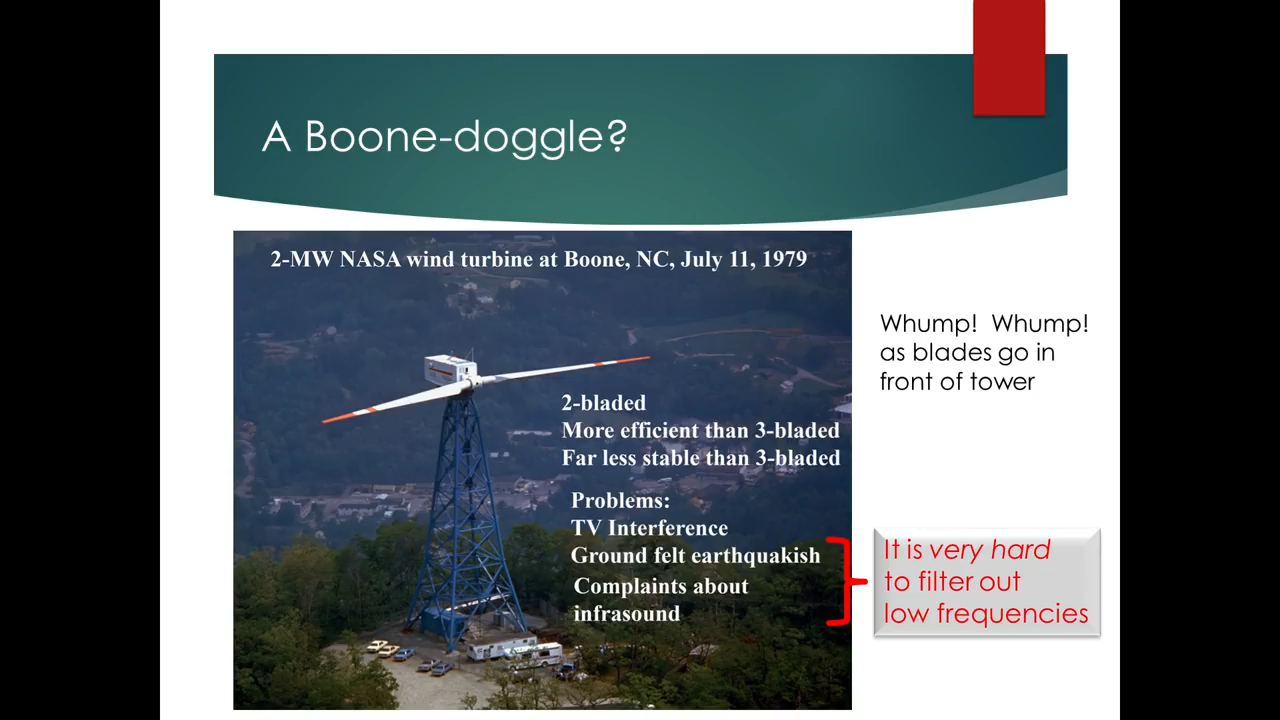 A Boone-doggle?
2-MW NASA wind turbine at Boone, NC, July 11, 1979
2-bladed
More efficient than 3-bladed
Far less stable than 3-bladed
Problems:
TV Interference
Ground felt earthquakish
Complaints about
infrasound
Whump!  Whump!
as blades go in
front of tower
It is very hard
to filter out
low frequencies